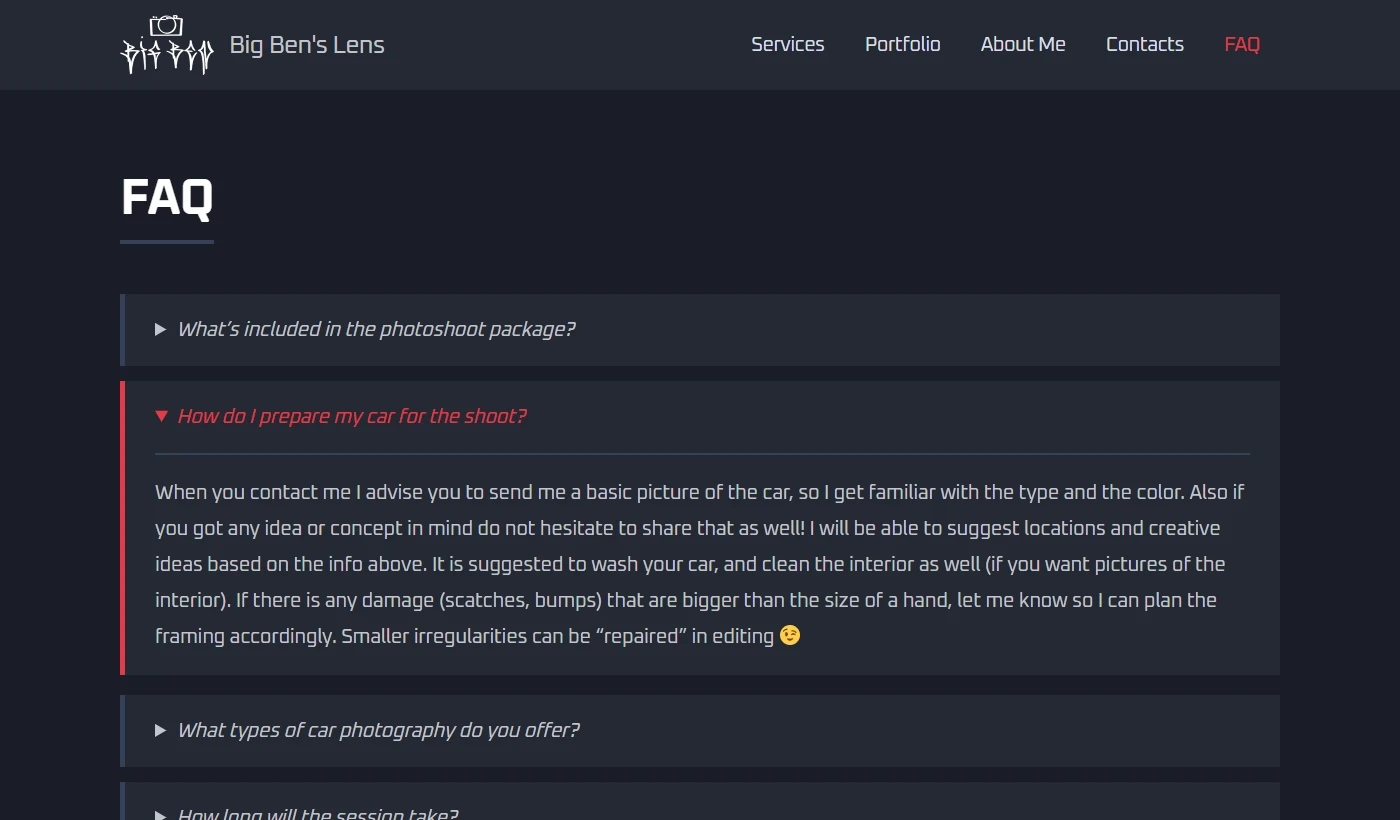 Big Ben
Big Ben's Lens
Services
Portfolio
About Me
Contacts
FAQ
FAQ
What’s included in the photoshoot package?
How do I prepare my car for the shoot?
When you contact me I advise you to send me a basic picture of the car, so I get familiar with the type and the color. Also if
you got any idea or concept in mind do not hesitate to share that as well! I will be able to suggest locations and creative
ideas based on the info above. It is suggested to wash your car, and clean the interior as well (if you want pictures of the
interior). If there is any damage (scatches, bumps) that are bigger than the size of a hand, let me know so I can plan the
framing accordingly. Smaller irregularities can be “repaired” in editing 😉
What types of car photography do you offer?
How long will the session take?